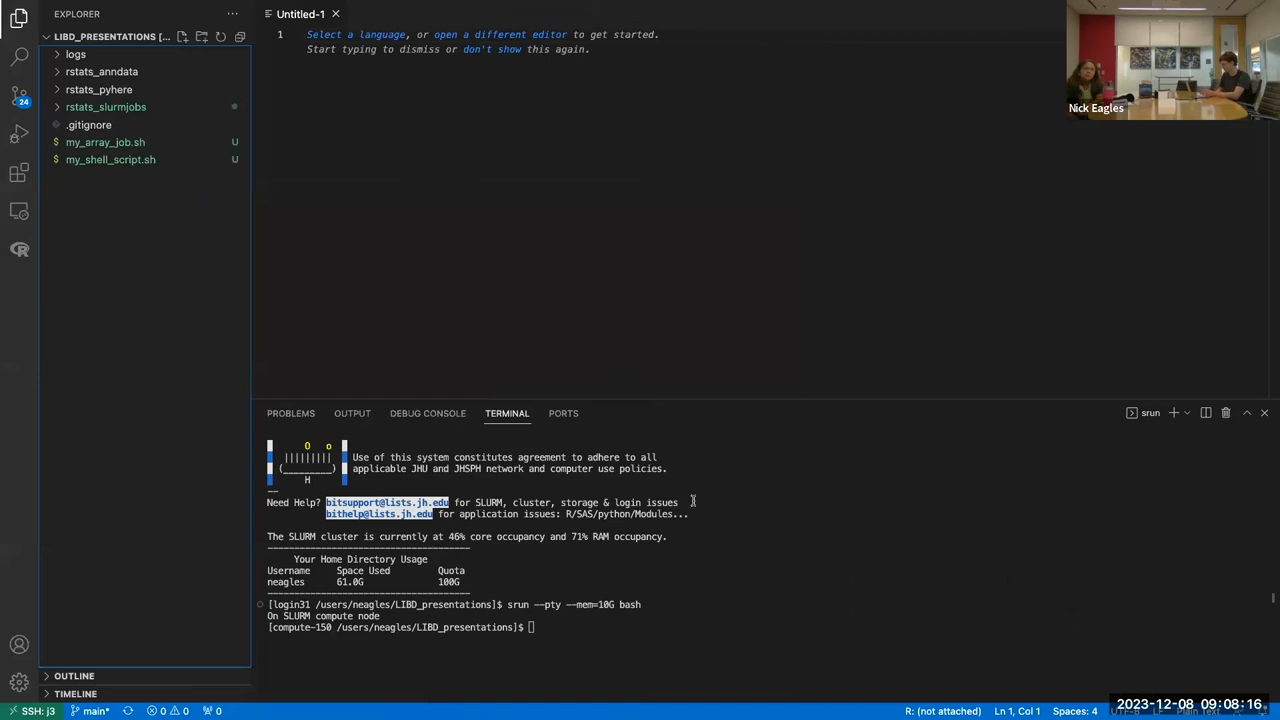 EXPLORER
LIBD_PRESENTATIONS [...
logs
rstats_anndata
rstats_pyhere
rstats_slurmjobs
.gitignore
$ my_array_job.sh U
$ my_shell_script.sh U
24
OUTLINE
TIMELINE
Untitled-1
1 Select a language, or open a different editor to get started.
Start typing to dismiss or don't show this again.
Nick Eagles
PROBLEMS OUTPUT DEBUG CONSOLE TERMINAL PORTS
srun
Use of this system constitutes agreement to adhere to all
applicable JHU and JHSPH network and computer use policies.
Need Help? bitsupport@lists.jh.edu for SLURM, cluster, storage & login issues
bithelp@lists.jh.edu for application issues: R/SAS/python/Modules...
The SLURM cluster is currently at 46% core occupancy and 71% RAM occupancy.
Your Home Directory Usage
Username Space Used Quota
neagles 61.0G 100G
[login31 /users/neagles/LIBD_presentations]$ srun --pty --mem=10G bash
On SLURM compute node
[compute-150 /users/neagles/LIBD_presentations]$
2023-12-08 09:08:16
SSH: j3 main* 0 0 0 R: (not attached) Ln 1, Col 1 Spaces: 4